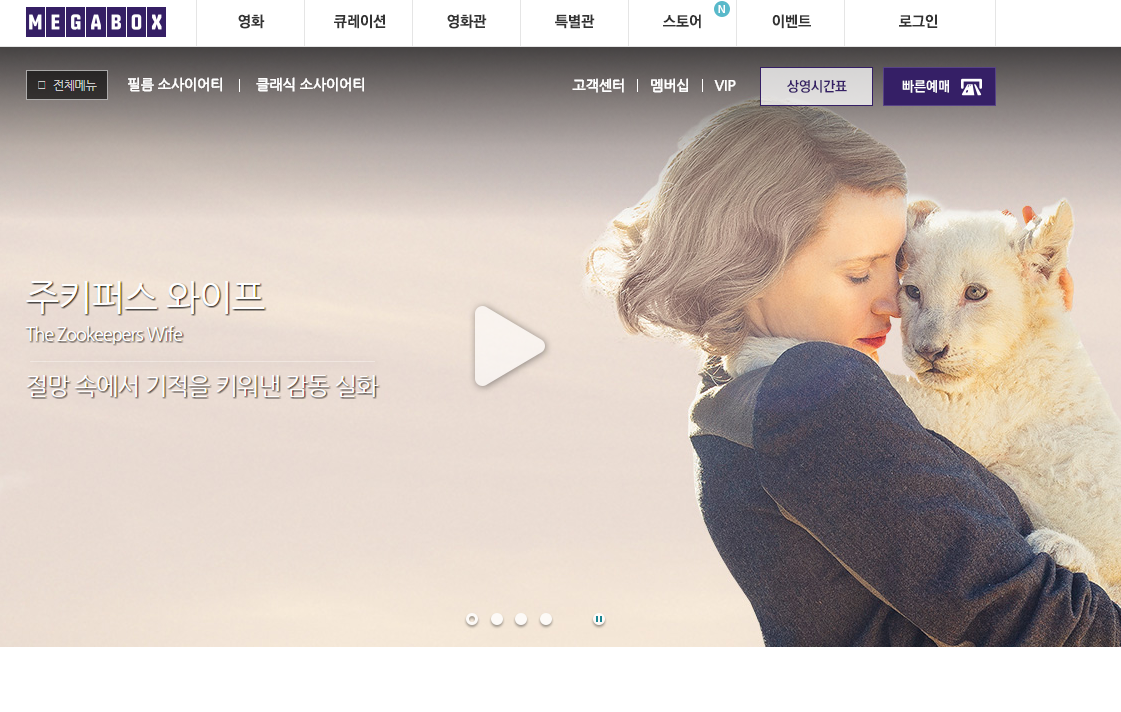 MEGABOX 영화 큐레이션 영화관 특별관 스토어 N 이벤트 로그인
전체메뉴 필름 소사이어티 클래식 소사이어티 고객센터 멤버십 VIP 상영시간표 빠른예매
주키퍼스 와이프
The Zookeepers Wife
절망 속에서 기적을 키워낸 감동 실화